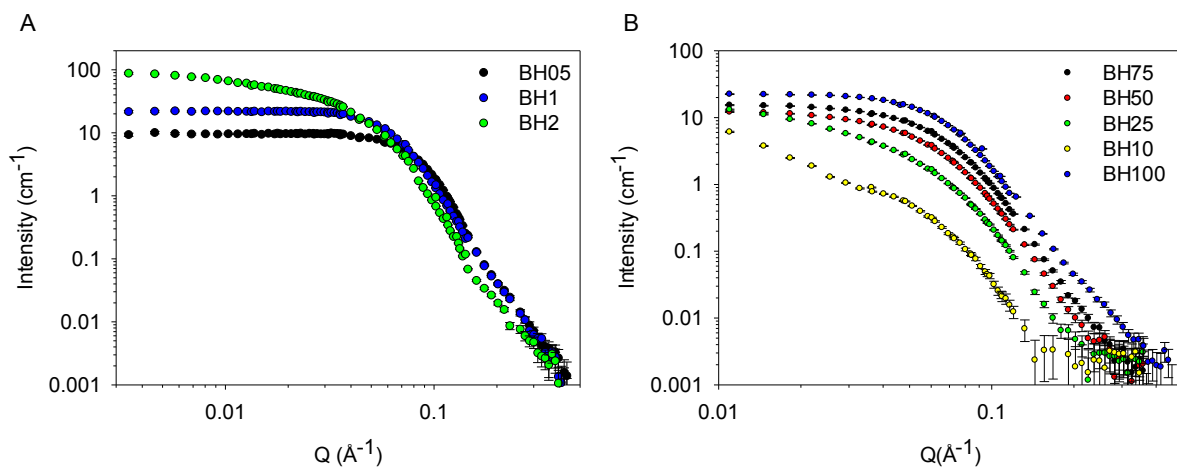 A
100
10
1
0.1
0.01
0.001
Intensity (cm-1)
0.01
0.1
Q (Å-1)
BH05
BH1
BH2
B
100
10
1
0.1
0.01
0.001
Intensity (cm-1)
0.01
0.1
Q(Å-1)
BH75
BH50
BH25
BH10
BH100